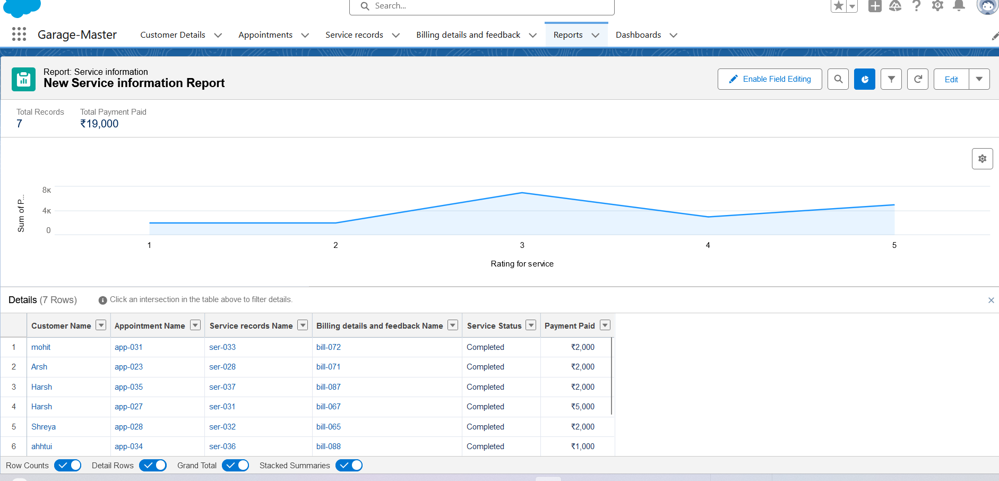 Search...
Garage-Master
Customer Details
Appointments
Service records
Billing details and feedback
Reports
Dashboards
Report: Service information
New Service information Report
Enable Field Editing
Edit
Total Records
7
Total Payment Paid
₹19,000
Sum of P...
8K
4K
0
1 2 3 4 5
Rating for service
Details (7 Rows)
Click an intersection in the table above to filter details.
Customer Name Appointment Name Service records Name Billing details and feedback Name Service Status Payment Paid
1 mohit app-031 ser-033 bill-072 Completed ₹2,000
2 Arsh app-023 ser-028 bill-071 Completed ₹2,000
3 Harsh app-035 ser-037 bill-087 Completed ₹2,000
4 Harsh app-027 ser-031 bill-067 Completed ₹5,000
5 Shreya app-028 ser-032 bill-065 Completed ₹2,000
6 ahhtui app-034 ser-036 bill-088 Completed ₹1,000
Row Counts Detail Rows Grand Total Stacked Summaries